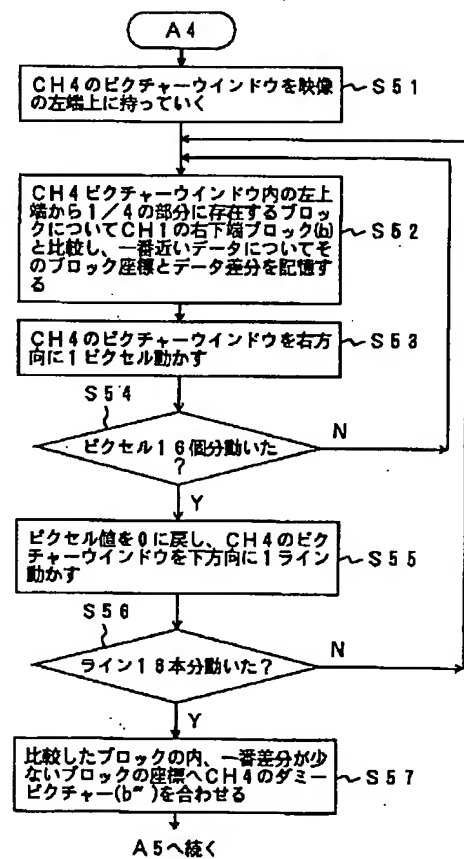 A4
CH4のピクチャーウインドウを映像
の左端上に持っていく
S51
CH4ピクチャーウインドウ内の左上
端から1/4の部分に存在するブロッ
クについてCH1の右下端ブロック(b)
と比較し、一番近いデータについてそ
のブロック座標とデータ差分を記憶す
る
S52
CH4のピクチャーウインドウを右方
向に1ピクセル動かす
S53
S54
ピクセル16個分動いた
?
N
Y
ピクセル値を0に戻し、CH4のピク
チャーウインドウを下方向に1ライン
動かす
S55
S56
ライン16本分動いた?
N
Y
比較したブロックの内、一番差分が少
ないブロックの座標へCH4のダミー
ピクチャー(b‴)を合わせる
S57
A5へ続く